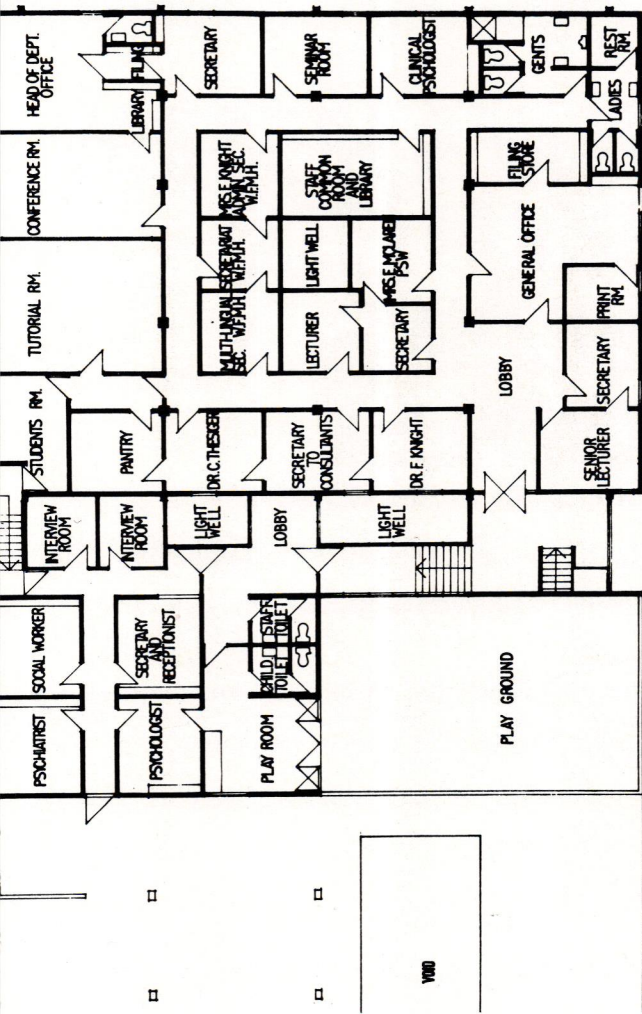 HEAD OF DEPT.
OFFICE
FILING
LIBRARY
SECRETARY
SEMINAR
ROOM
CLINICAL
PSYCHOLOGIST
GENTS
REST
RM.
LADIES
CONFERENCE RM.
MRS E. KNIGHT
ADMIN. SEC.
W.F.M.H.
STAFF
COMMON
ROOM
AND
LIBRARY
FILING
STORE
TUTORIAL RM.
SECRETARIAT
W.F.M.H.
LIGHT WELL
MRS. E. MCLAREN
PSW
GENERAL OFFICE
MULTI-LINGUAL
SEC. W.F.M.H.
LECTURER
SECRETARY
PRINT
RM.
LOBBY
SECRETARY
STUDENTS RM.
PANTRY
DR. C. THESIGER
SECRETARY
TO
CONSULTANTS
DR. F. KNIGHT
SENIOR
LECTURER
INTERVIEW
ROOM
INTERVIEW
ROOM
LIGHT
WELL
LOBBY
LIGHT
WELL
SOCIAL WORKER
SECRETARY
AND
RECEPTIONIST
STAFF
TOILET
CHILD
TOILET
PSYCHIATRIST
PSYCHOLOGIST
PLAY ROOM
PLAY GROUND
VOID